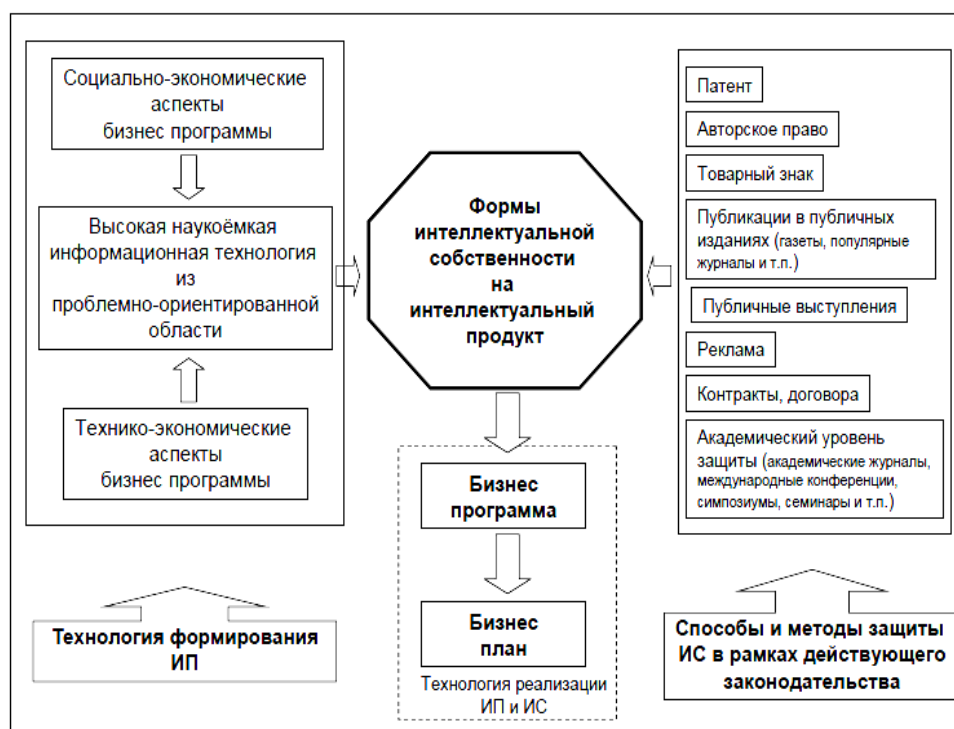 Социально-экономические
аспекты
бизнес программы
Высокая наукоёмкая
информационная технология
из
проблемно-ориентированной
области
Технико-экономические
аспекты
бизнес программы
Технология формирования
ИП
Формы
интеллектуальной
собственности
на
интеллектуальный
продукт
Бизнес
программа
Бизнес
план
Технология реализации
ИП и ИС
Патент
Авторское право
Товарный знак
Публикации в публичных
изданиях (газеты, популярные
журналы и т.п.)
Публичные выступления
Реклама
Контракты, договора
Академический уровень
защиты (академические журналы,
международные конференции,
симпозиумы, семинары и т.п.)
Способы и методы защиты
ИС в рамках действующего
законодательства